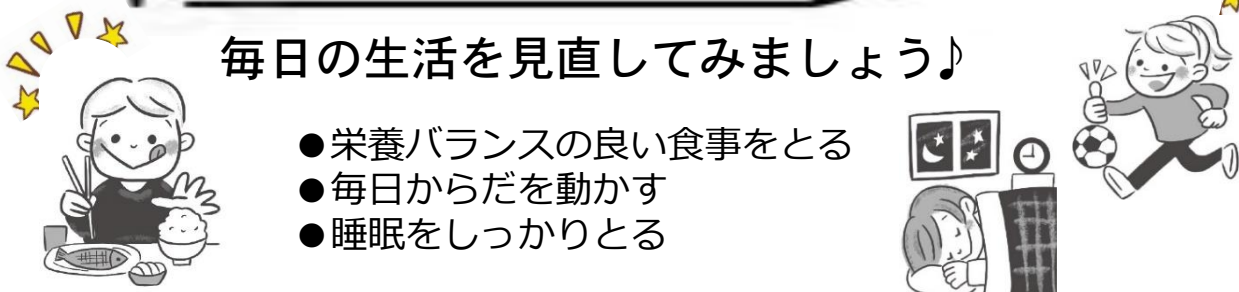 毎日の生活を見直してみましょう♪
●栄養バランスの良い食事をとる
●毎日からだを動かす
●睡眠をしっかりとる